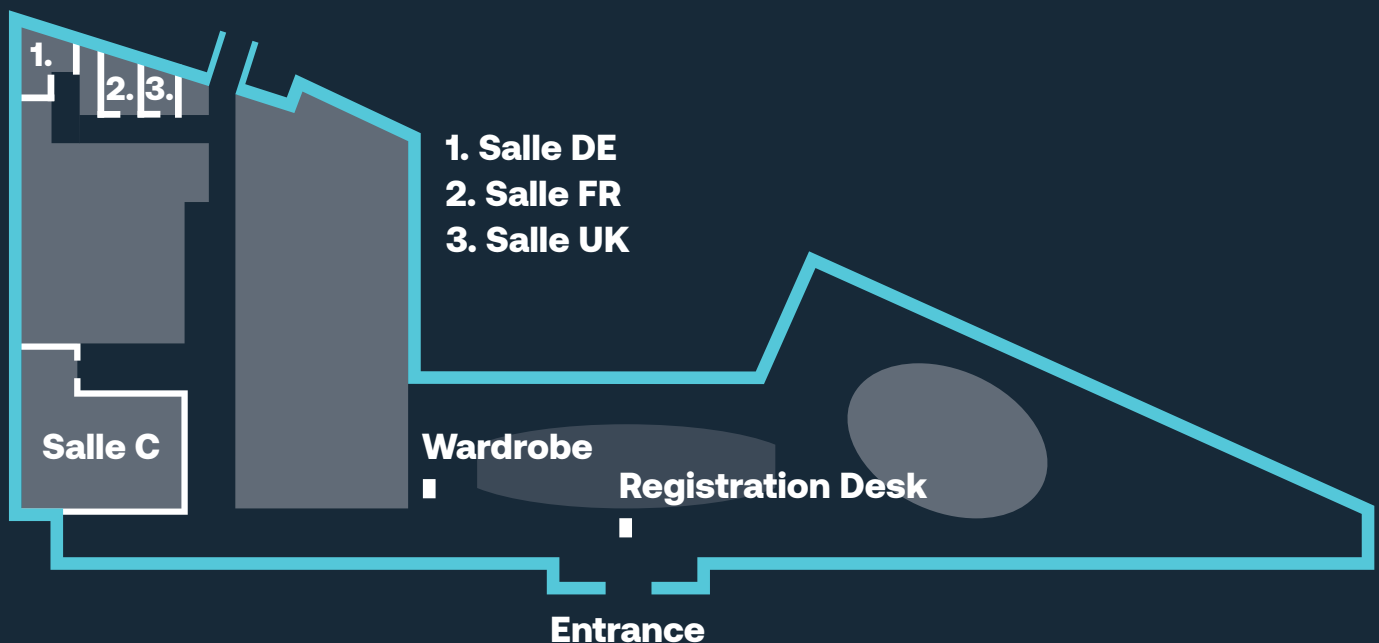 1.
2.
3.
1. Salle DE
2. Salle FR
3. Salle UK
Salle C
Wardrobe
Registration Desk
Entrance